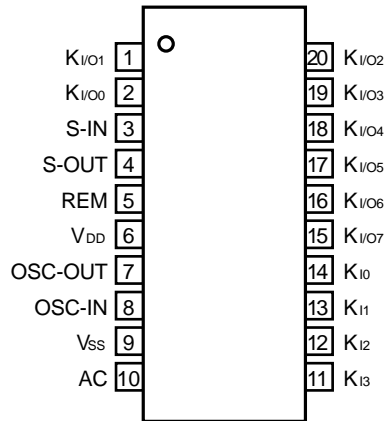 KI/O1 1 20 KI/O2
KI/O0 2 19 KI/O3
S-IN 3 18 KI/O4
S-OUT 4 17 KI/O5
REM 5 16 KI/O6
VDD 6 15 KI/O7
OSC-OUT 7 14 KI0
OSC-IN 8 13 KI1
VSS 9 12 KI2
AC 10 11 KI3